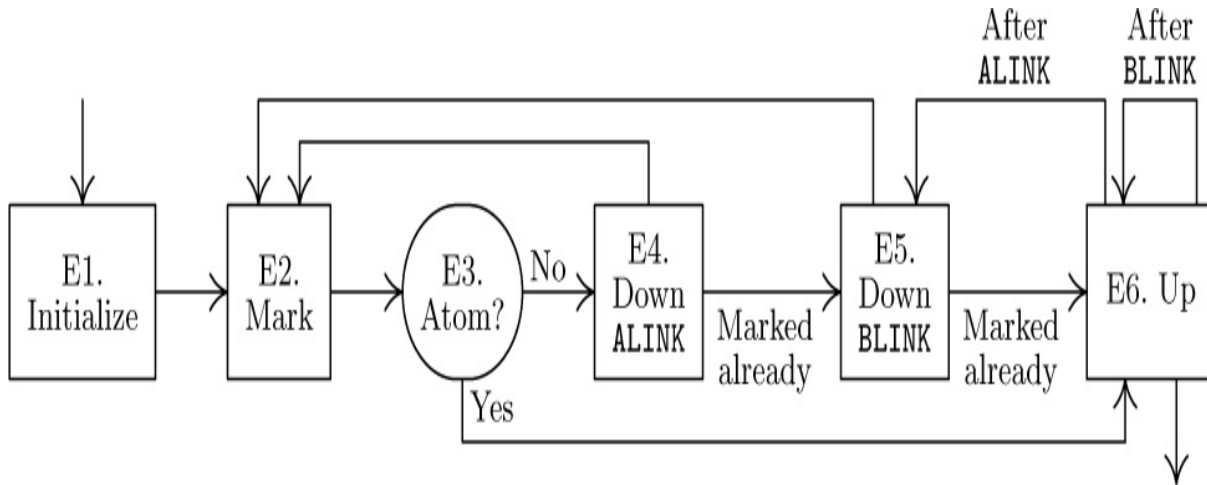 After
ALINK
After
BLINK
E1.
Initialize
E2.
Mark
E3.
Atom?
No
E4.
Down
ALINK
Marked
already
E5.
Down
BLINK
Marked
already
E6. Up
Yes